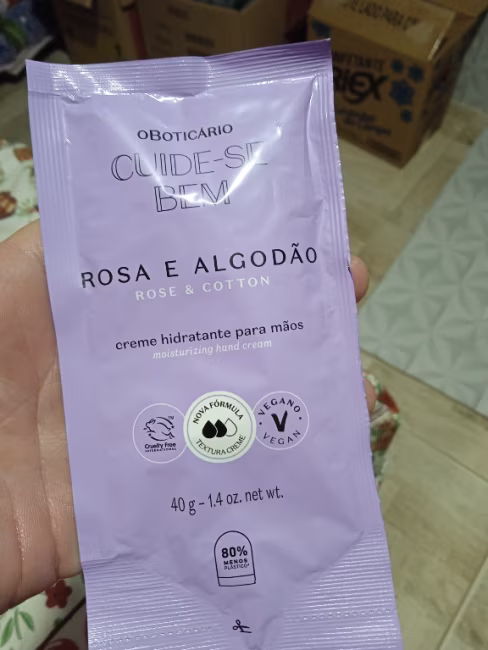 OBOTICÁRIO
CUIDE-SE
BEM
ROSA E ALGODÃO
ROSE & COTTON
creme hidratante para mãos
moisturizing hand cream
Cruelty Free
INTERNATIONAL
NOVA FÓRMULA
TEXTURA CREME
VEGANO
V
VEGAN
40 g - 1.4 oz. net wt.
80%
MENOS
PLÁSTICO*